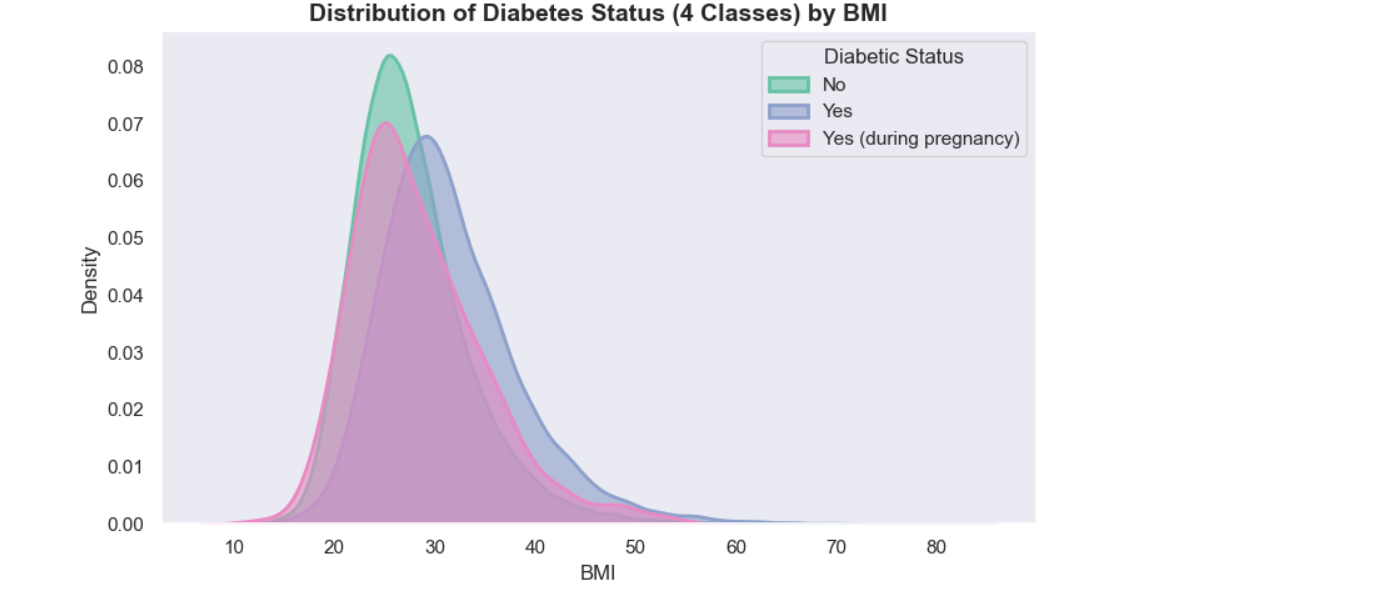 Distribution of Diabetes Status (4 Classes) by BMI
Diabetic Status
No
Yes
Yes (during pregnancy)
Density
0.08
0.07
0.06
0.05
0.04
0.03
0.02
0.01
0.00
10 20 30 40 50 60 70 80
BMI